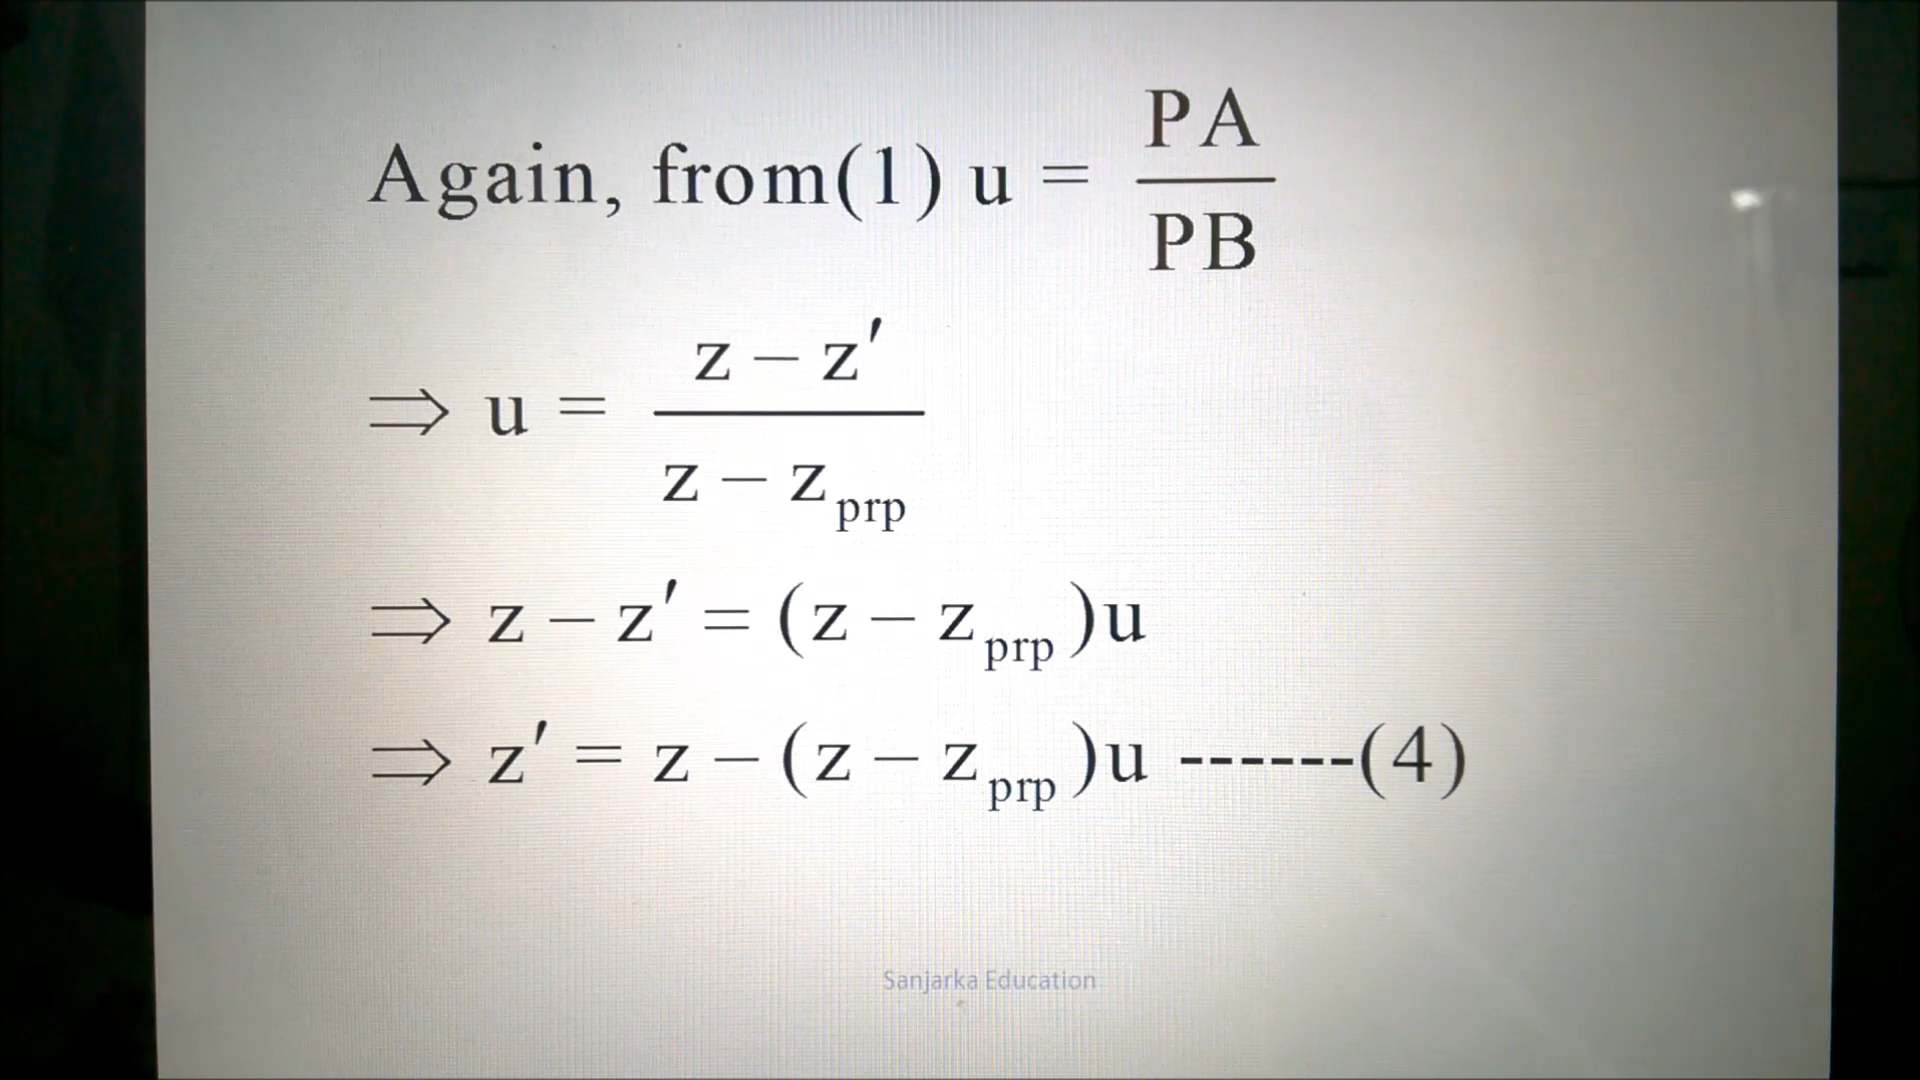 Again, from(1) u = PA/PB
⇒ u = (z − z′)/(z − z_prp)
⇒ z − z′ = (z − z_prp)u
⇒ z′ = z − (z − z_prp)u ------(4)
Sanjarka Education